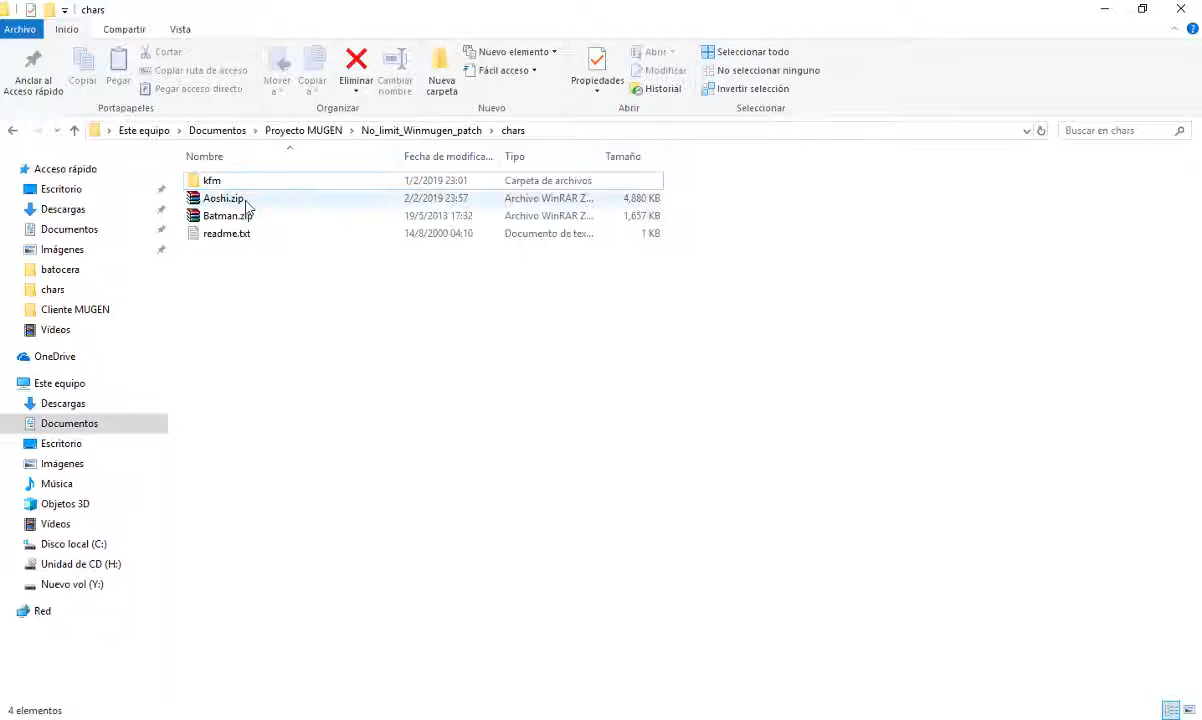 chars
Archivo Inicio Compartir Vista
Anclar al Acceso rápido
Copiar
Pegar
Cortar
Copiar ruta de acceso
Pegar acceso directo
Portapapeles
Mover a
Copiar a
Eliminar
Cambiar nombre
Organizar
Nueva carpeta
Nuevo elemento
Fácil acceso
Nuevo
Propiedades
Abrir
Modificar
Historial
Abrir
Seleccionar todo
No seleccionar ninguno
Invertir selección
Seleccionar
Este equipo > Documentos > Proyecto MUGEN > No_limit_Winmugen_patch > chars
Buscar en chars
Nombre Fecha de modifica... Tipo Tamaño
kfm 1/2/2019 23:01 Carpeta de archivos
Aoshi.zip 2/2/2019 23:57 Archivo WinRAR Z... 4,880 KB
Batman.zip 19/5/2013 17:32 Archivo WinRAR Z... 1,657 KB
readme.txt 14/8/2000 04:10 Documento de tex... 1 KB
Acceso rápido
Escritorio
Descargas
Documentos
Imágenes
batocera
chars
Cliente MUGEN
Vídeos
OneDrive
Este equipo
Descargas
Documentos
Escritorio
Imágenes
Música
Objetos 3D
Vídeos
Disco local (C:)
Unidad de CD (H:)
Nuevo vol (Y:)
Red
4 elementos